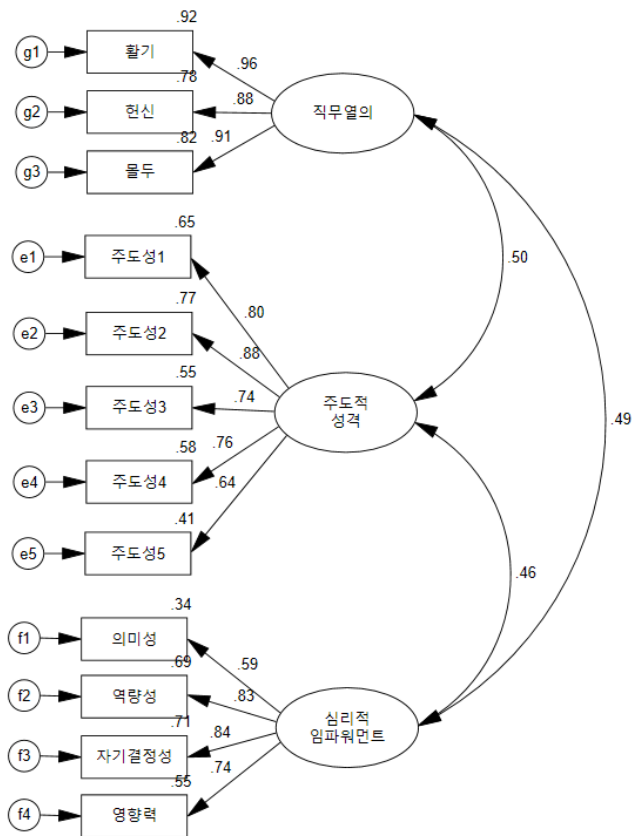 .92
g1
활기
.96
.78
g2
헌신
.88
직무열의
.82
.91
g3
몰두
.65
e1
주도성1
.50
.77
.80
e2
주도성2
.88
.55
e3
주도성3
.74
주도적
성격
.49
.58
.76
e4
주도성4
.64
.41
e5
주도성5
.46
.34
f1
의미성
.59
.69
f2
역량성
.83
심리적
임파워먼트
.71
.84
f3
자기결정성
.74
.55
f4
영향력